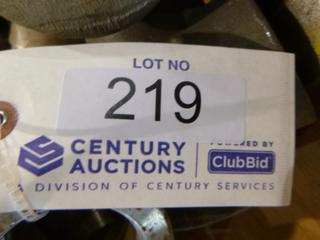 LOT NO
219
CENTURY
AUCTIONS
POWERED BY
ClubBid
A DIVISION OF CENTURY SERVICES